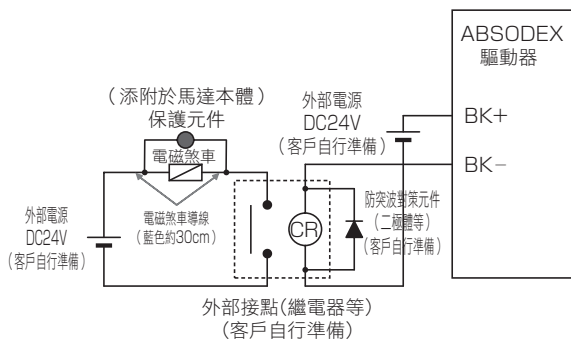 ABSODEX
驅動器
BK+
BK−
外部電源
DC24V
(客戶自行準備)
(添附於馬達本體)
保護元件
電磁煞車
電磁煞車導線
(藍色約30cm)
外部電源
DC24V
(客戶自行準備)
CR
防突波對策元件
(二極體等)
(客戶自行準備)
外部接點(繼電器等)
(客戶自行準備)